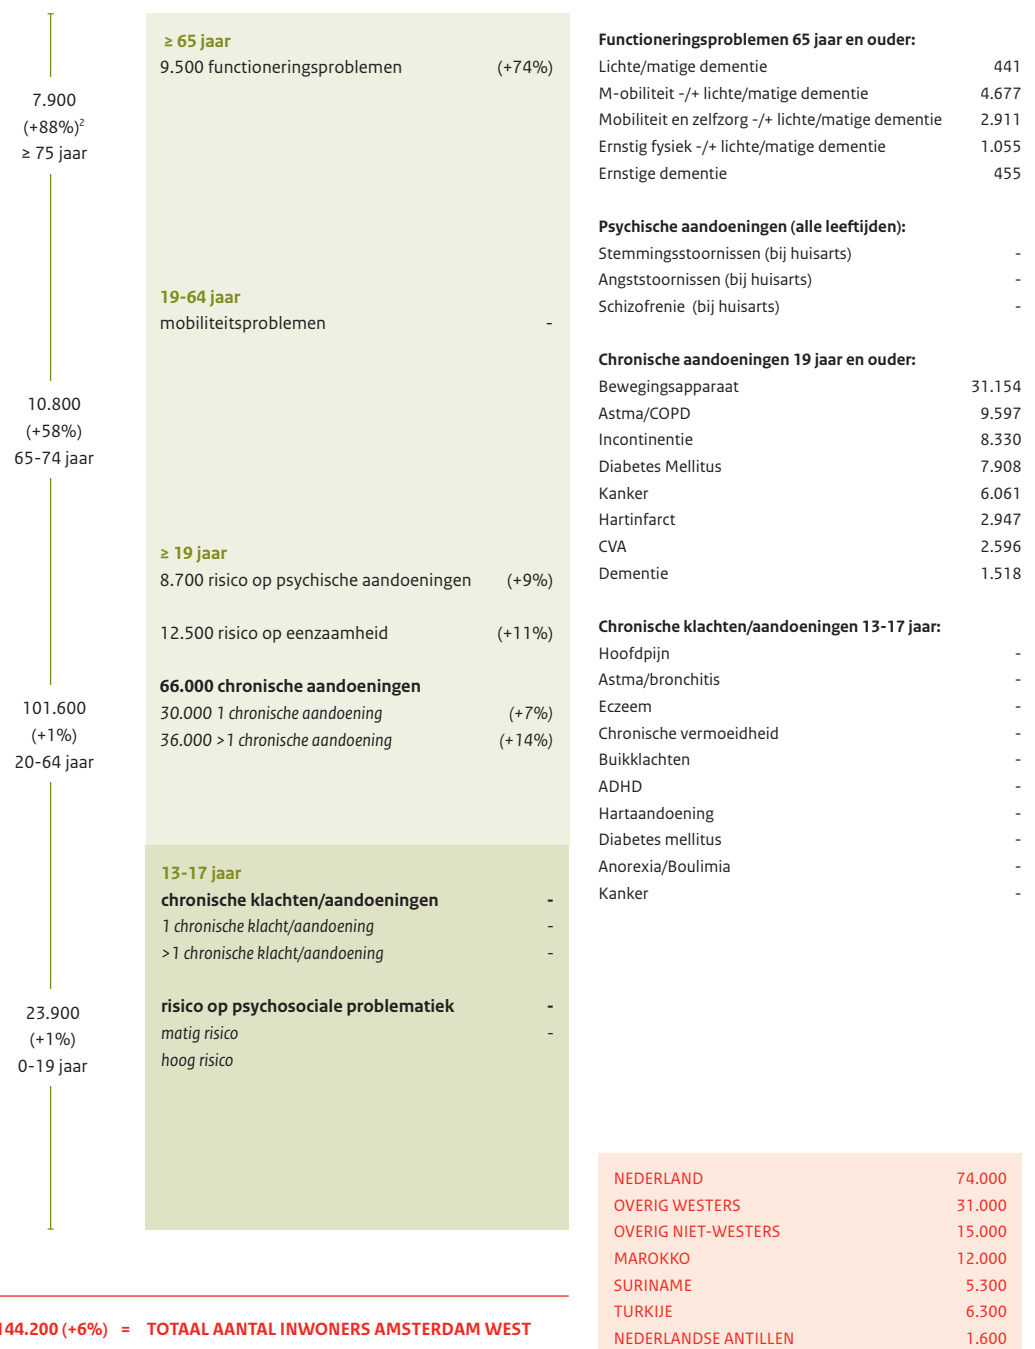 7.900
(+88%)²
≥ 75 jaar
10.800
(+58%)
65-74 jaar
101.600
(+1%)
20-64 jaar
23.900
(+1%)
0-19 jaar
≥ 65 jaar
9.500 functioneringsproblemen (+74%)
19-64 jaar
mobiliteitsproblemen -
≥ 19 jaar
8.700 risico op psychische aandoeningen (+9%)
12.500 risico op eenzaamheid (+11%)
66.000 chronische aandoeningen
30.000 1 chronische aandoening (+7%)
36.000 >1 chronische aandoening (+14%)
13-17 jaar
chronische klachten/aandoeningen -
1 chronische klacht/aandoening -
>1 chronische klacht/aandoening -
risico op psychosociale problematiek -
matig risico -
hoog risico
Functioneringsproblemen 65 jaar en ouder:
Lichte/matige dementie 441
M-obiliteit -/+ lichte/matige dementie 4.677
Mobiliteit en zelfzorg -/+ lichte/matige dementie 2.911
Ernstig fysiek -/+ lichte/matige dementie 1.055
Ernstige dementie 455
Psychische aandoeningen (alle leeftijden):
Stemmingsstoornissen (bij huisarts) -
Angststoornissen (bij huisarts) -
Schizofrenie (bij huisarts) -
Chronische aandoeningen 19 jaar en ouder:
Bewegingsapparaat 31.154
Astma/COPD 9.597
Incontinentie 8.330
Diabetes Mellitus 7.908
Kanker 6.061
Hartinfarct 2.947
CVA 2.596
Dementie 1.518
Chronische klachten/aandoeningen 13-17 jaar:
Hoofdpijn -
Astma/bronchitis -
Eczeem -
Chronische vermoeidheid -
Buikklachten -
ADHD -
Hartaandoening -
Diabetes mellitus -
Anorexia/Boulimia -
Kanker -
NEDERLAND 74.000
OVERIG WESTERS 31.000
OVERIG NIET-WESTERS 15.000
MAROKKO 12.000
SURINAME 5.300
TURKIJE 6.300
NEDERLANDSE ANTILLEN 1.600
144.200 (+6%) = TOTAAL AANTAL INWONERS AMSTERDAM WEST